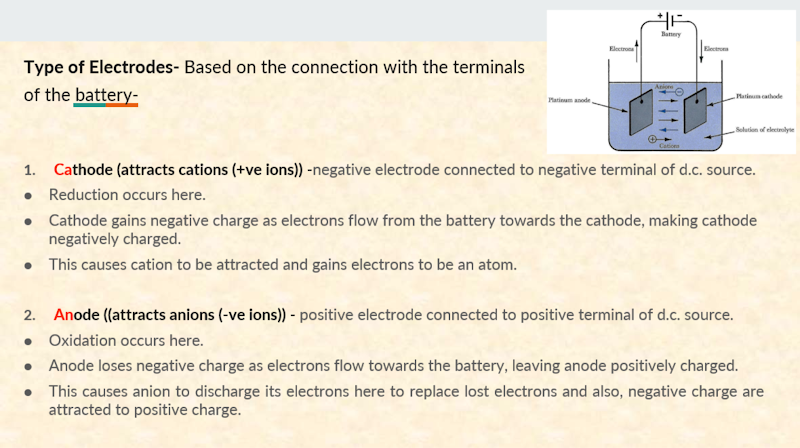 Type of Electrodes- Based on the connection with the terminals
of the battery-
+ -
Battery
Electrons
Electrons
Anions
-
Platinum anode
Platinum cathode
Solution of electrolyte
+
Cations
1. Cathode (attracts cations (+ve ions)) -negative electrode connected to negative terminal of d.c. source.
● Reduction occurs here.
● Cathode gains negative charge as electrons flow from the battery towards the cathode, making cathode
negatively charged.
● This causes cation to be attracted and gains electrons to be an atom.
2. Anode ((attracts anions (-ve ions)) - positive electrode connected to positive terminal of d.c. source.
● Oxidation occurs here.
● Anode loses negative charge as electrons flow towards the battery, leaving anode positively charged.
● This causes anion to discharge its electrons here to replace lost electrons and also, negative charge are
attracted to positive charge.